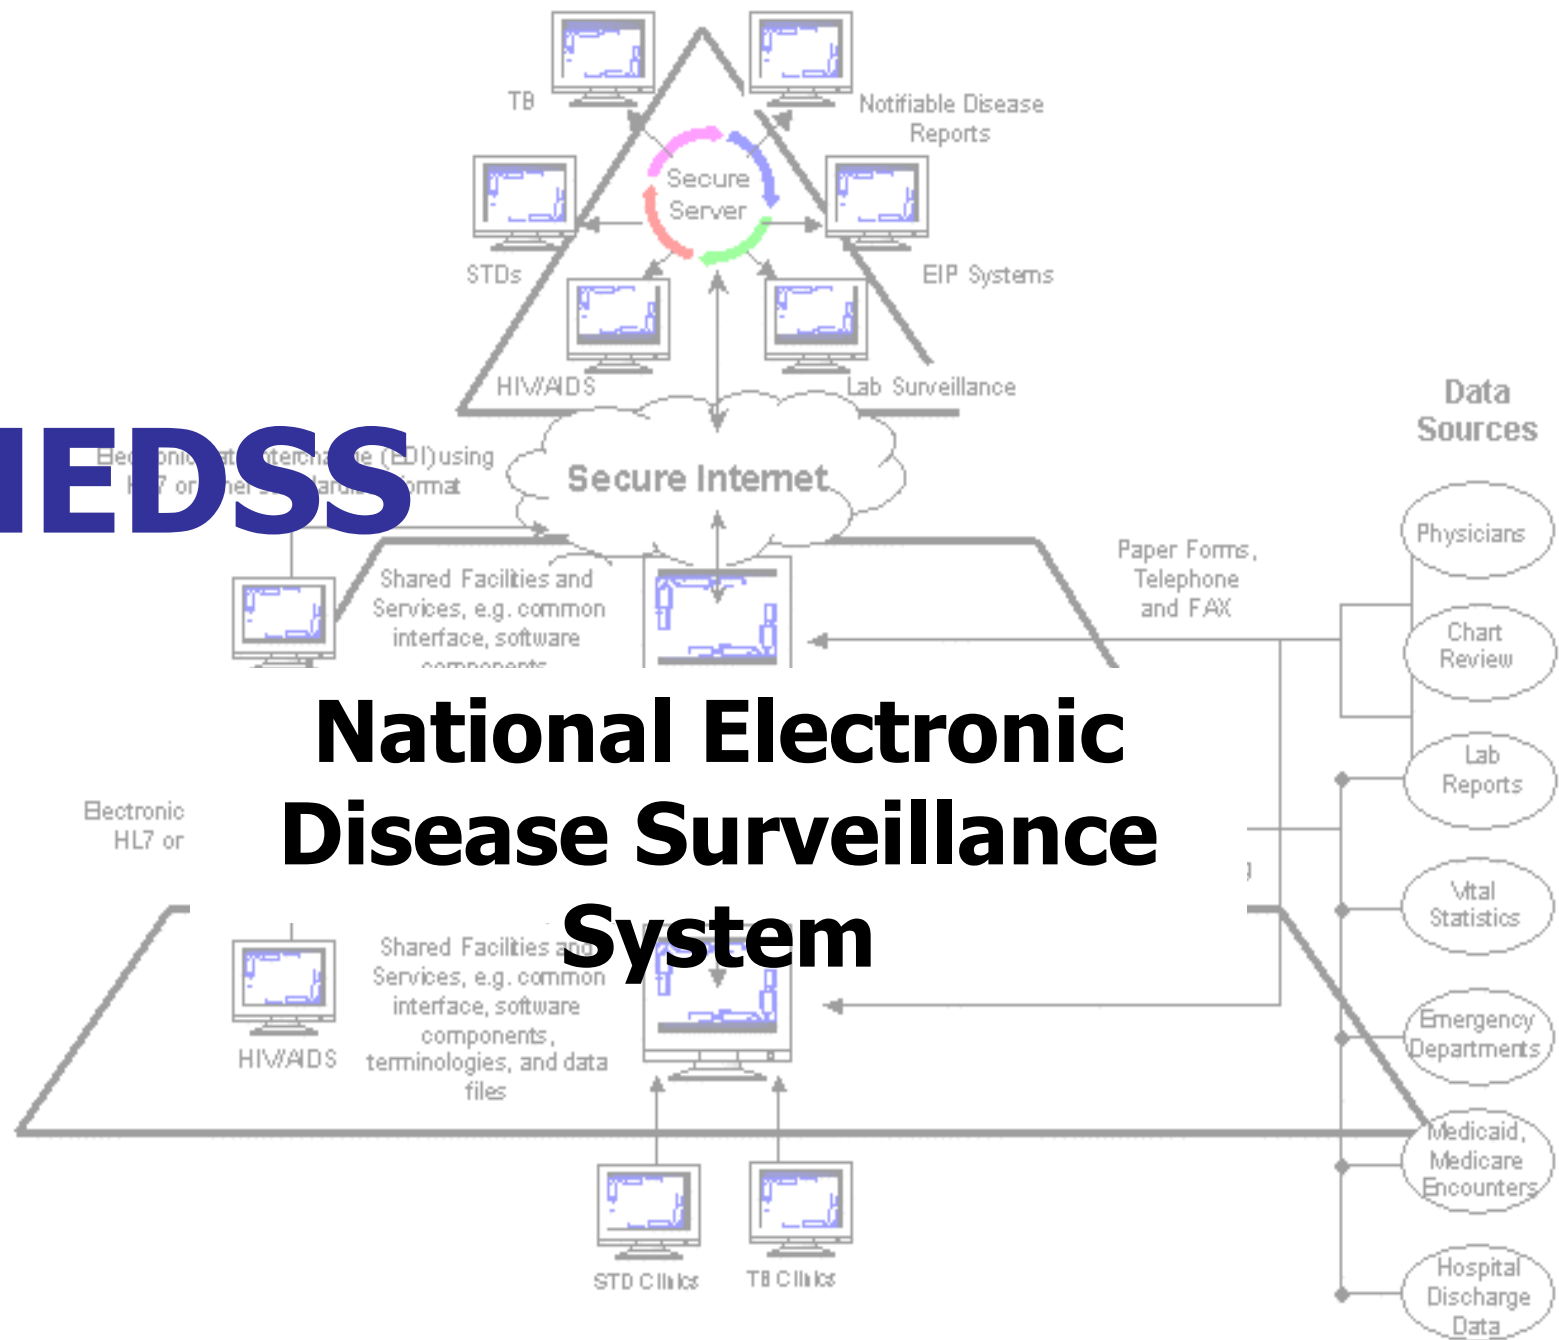 TB
Notifiable Disease
Reports
Secure
Server
STDs
EIP Systems
HIV/AIDS
Lab Surveillance
Data
Sources
IEDSS
(EDI) using
Secure Internet
Physicians
Paper Forms,
Telephone
and FAX
Shared Facilities and
Services, e.g. common
interface, software
components
Chart
Review
National Electronic
Disease Surveillance
System
Lab
Reports
Electronic
HL7 or
Vital
Statistics
Shared Facilities and
Services, e.g. common
interface, software
components,
terminologies, and data
files
HIV/AIDS
Emergency
Departments
Medicaid,
Medicare
Encounters
STD Clinics
TB Clinics
Hospital
Discharge
Data